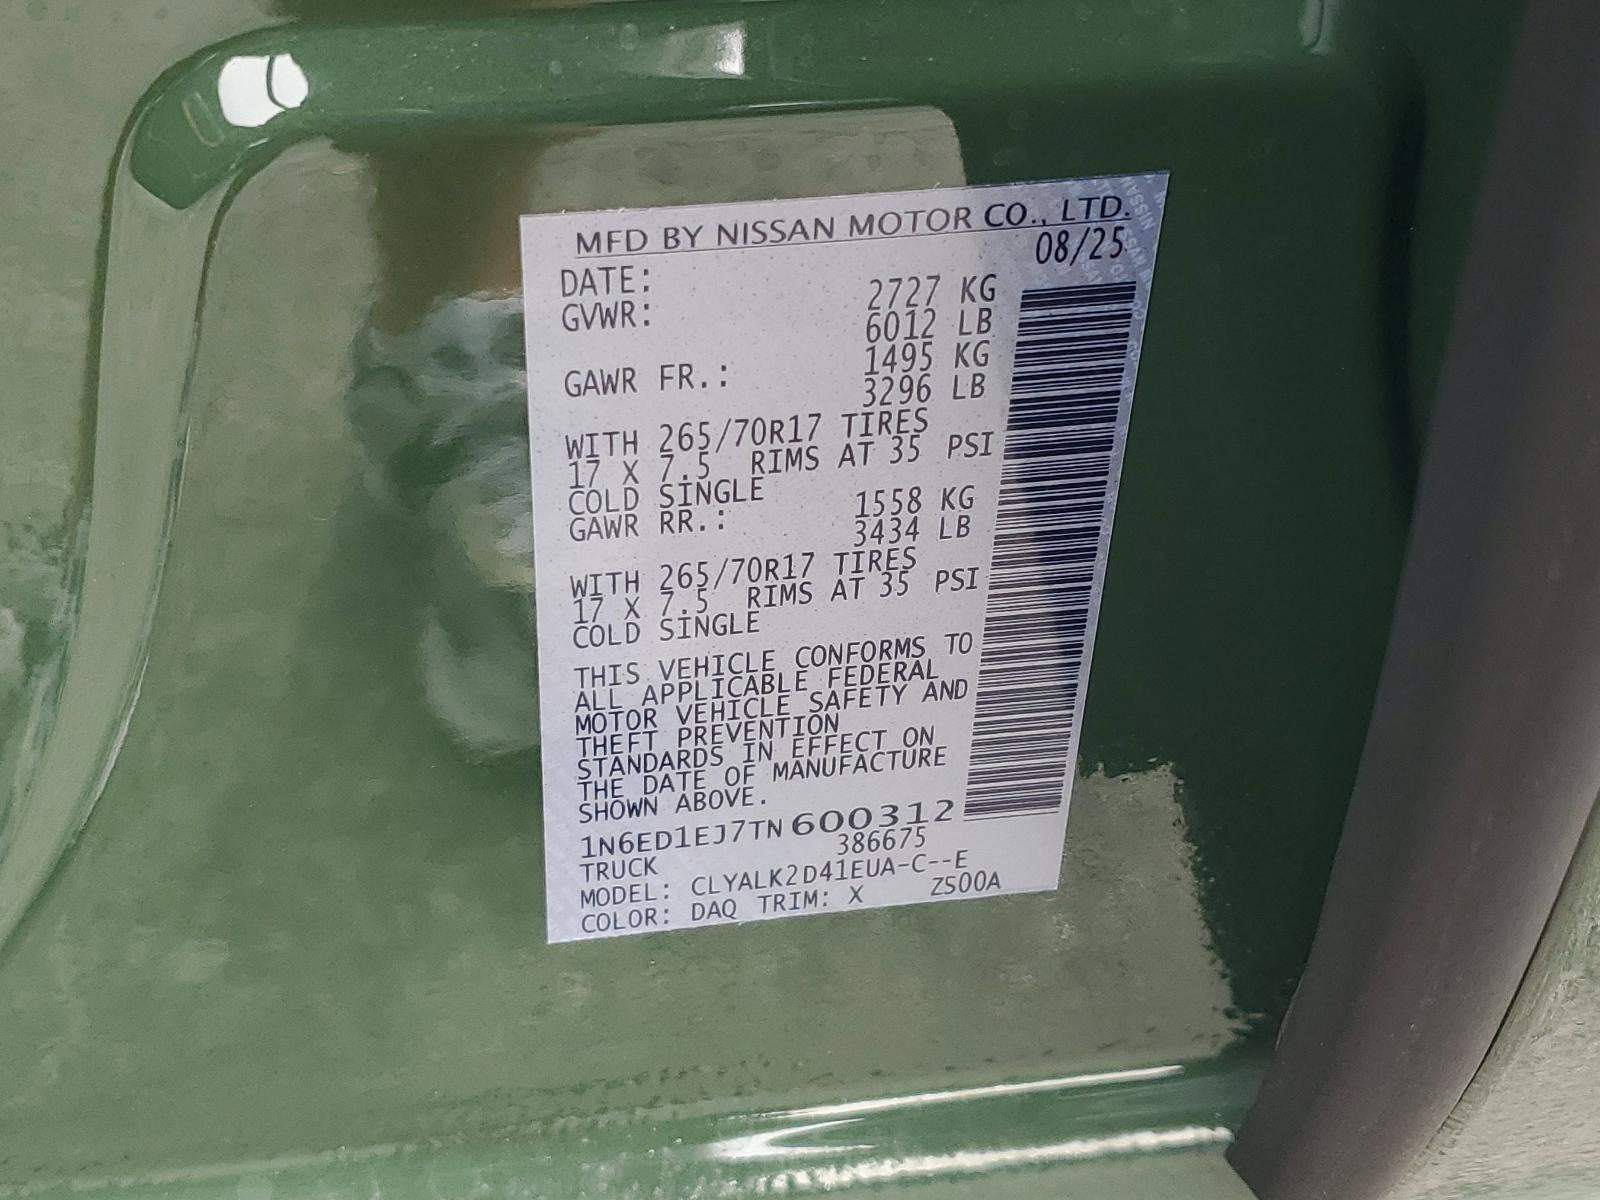 MFD BY NISSAN MOTOR CO., LTD.
DATE: 08/25
GVWR: 2727 KG
6012 LB
GAWR FR.: 1495 KG
3296 LB
WITH 265/70R17 TIRES
17 X 7.5 RIMS AT 35 PSI
COLD SINGLE
GAWR RR.: 1558 KG
3434 LB
WITH 265/70R17 TIRES
17 X 7.5 RIMS AT 35 PSI
COLD SINGLE
THIS VEHICLE CONFORMS TO
ALL APPLICABLE FEDERAL
MOTOR VEHICLE SAFETY AND
THEFT PREVENTION
STANDARDS IN EFFECT ON
THE DATE OF MANUFACTURE
SHOWN ABOVE.
1N6ED1EJ7TN600312
TRUCK 386675
MODEL: CLYALK2D41EUA-C--E
COLOR: DAQ TRIM: X ZS00A